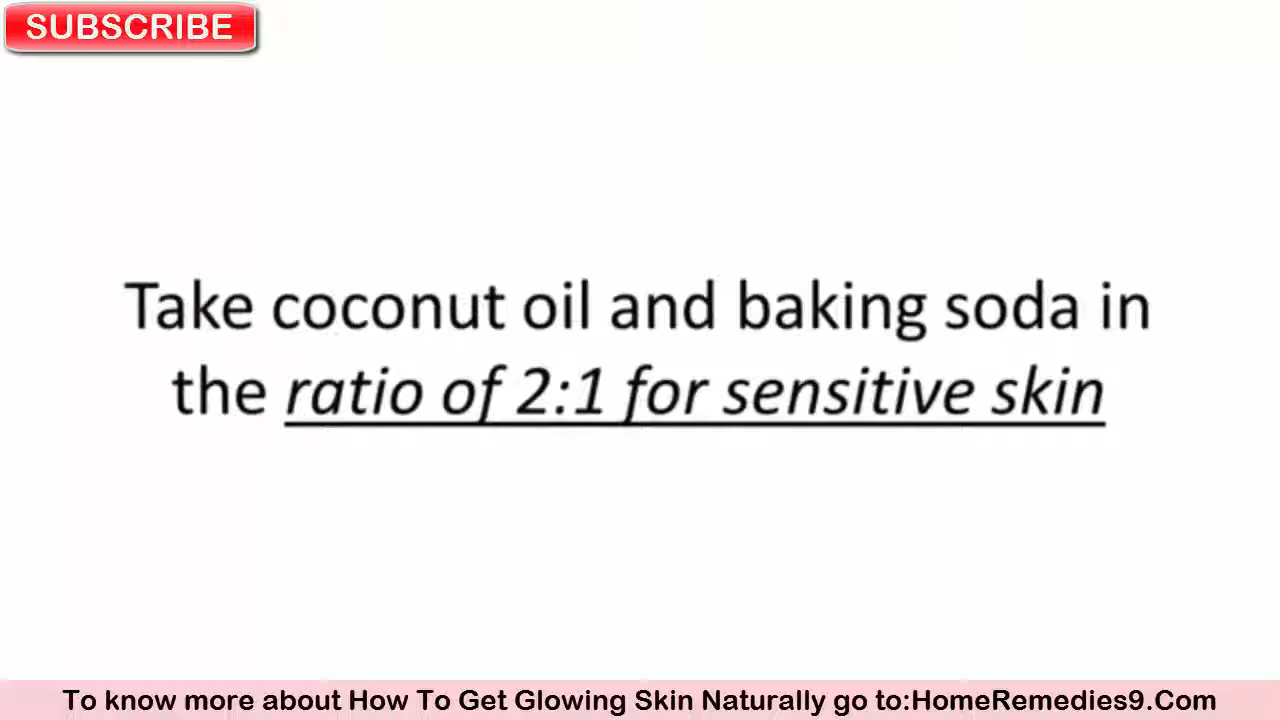 SUBSCRIBE
Take coconut oil and baking soda in
the ratio of 2:1 for sensitive skin
To know more about How To Get Glowing Skin Naturally go to:HomeRemedies9.Com